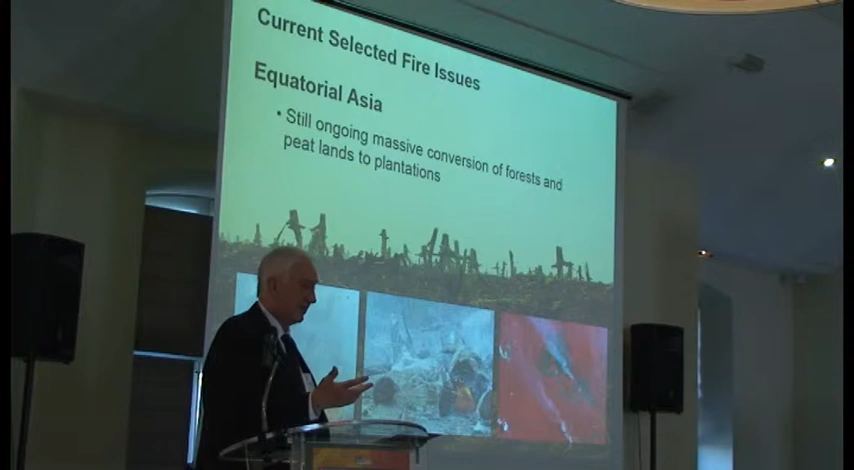 Current Selected Fire Issues
Equatorial Asia
• Still ongoing massive conversion of forests and
peat lands to plantations